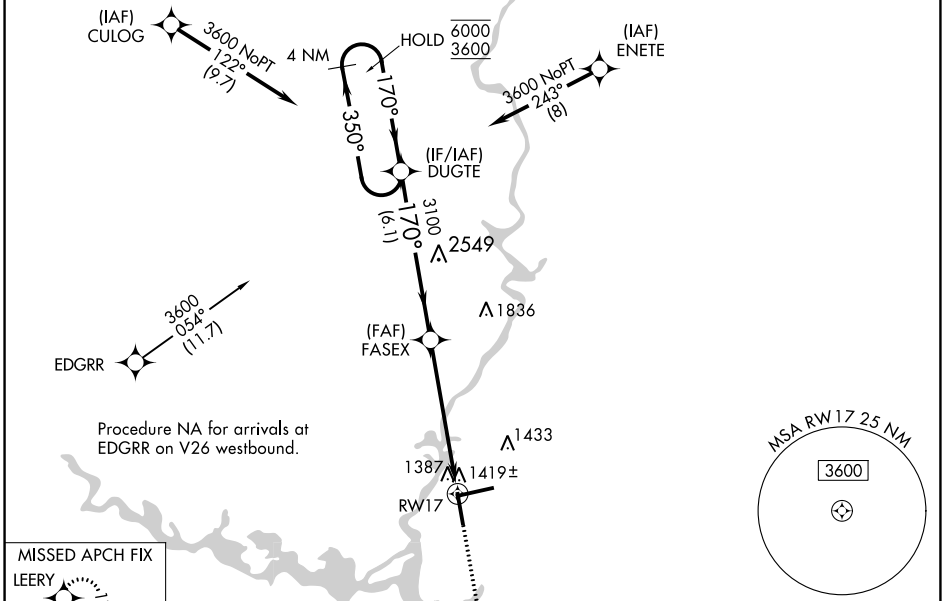 (IAF)
CULOG
3600 NoPT
122°
(9.7)
4 NM
HOLD
6000
3600
170°
350°
(IAF)
ENETE
3600 NoPT
243°
(8)
(IF/IAF)
DUGTE
3100
170°
(6.1)
2549
1836
(FAF)
FASEX
3600
054°
(11.7)
EDGRR
Procedure NA for arrivals at
EDGRR on V26 westbound.
1433
1387
1419±
RW17
MSA RW 17 25 NM
3600
MISSED APCH FIX
LEERY